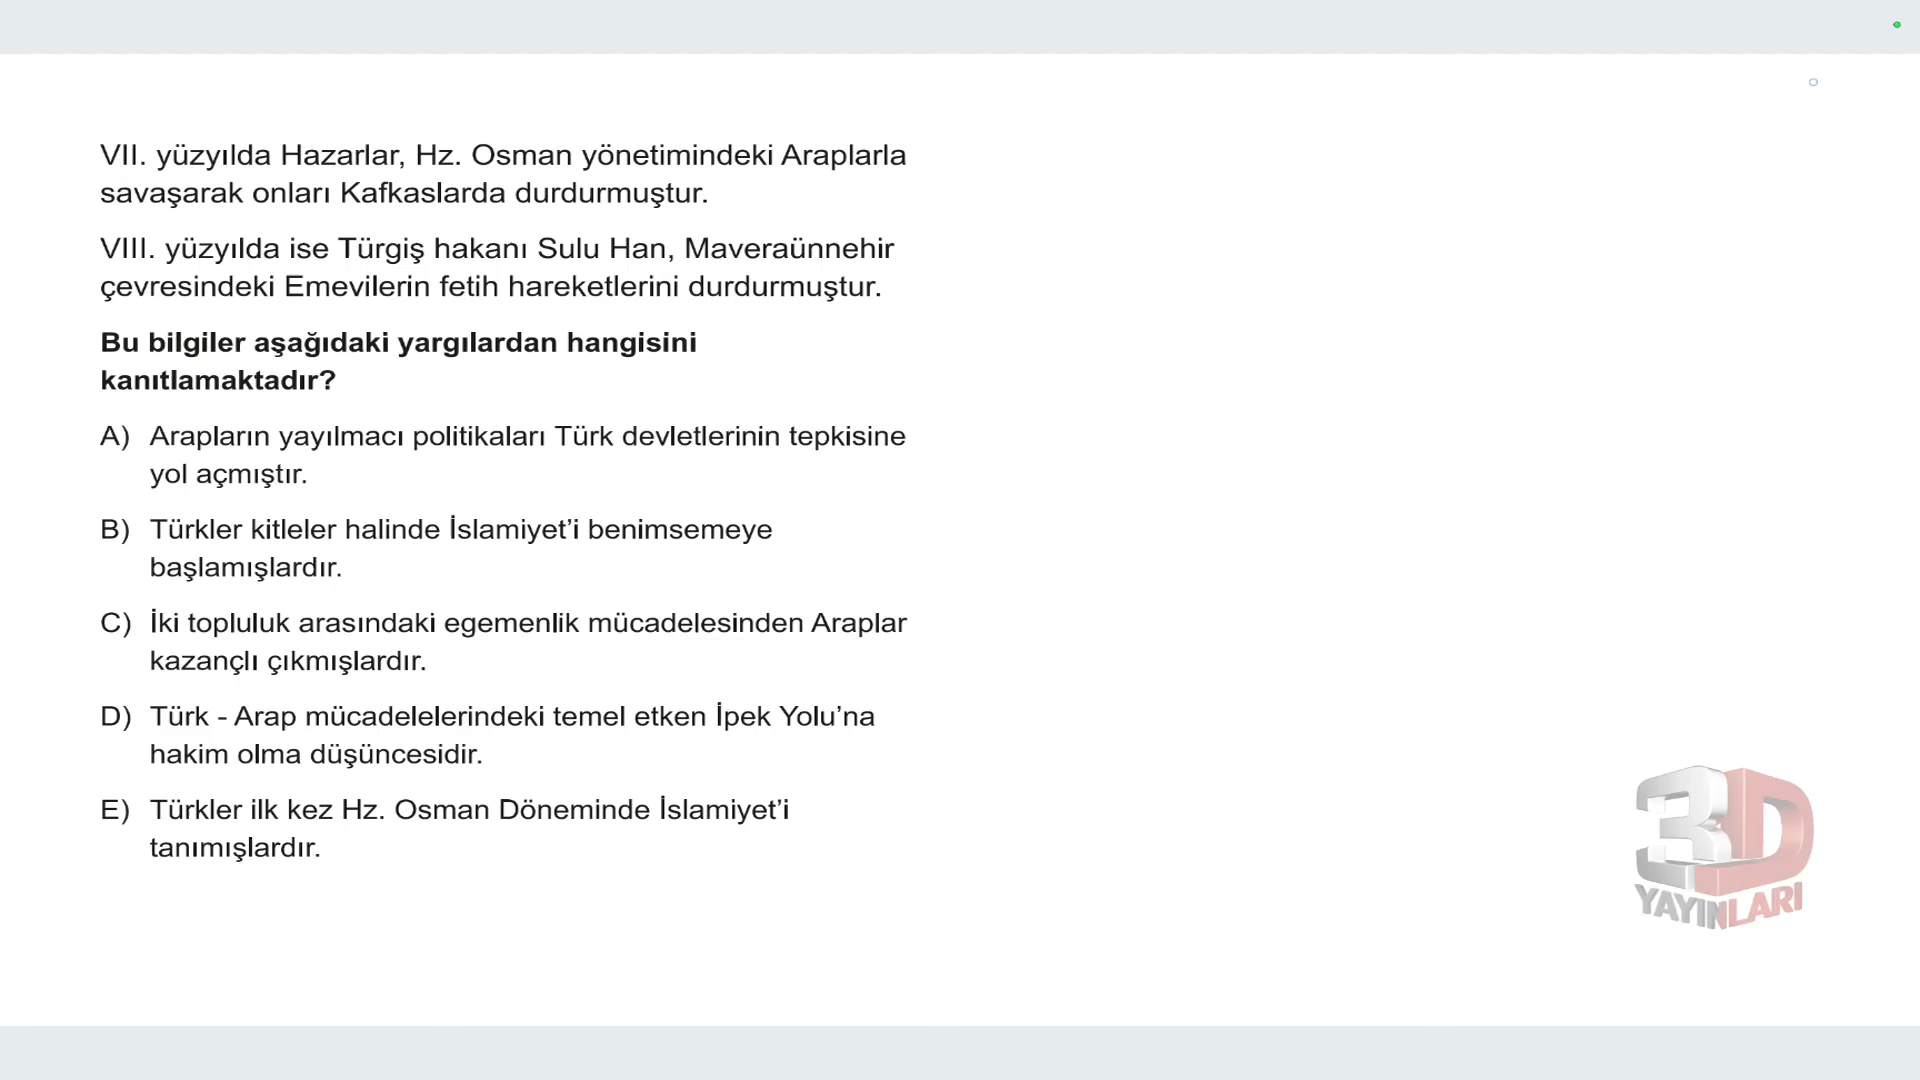 VII. yüzyılda Hazarlar, Hz. Osman yönetimindeki Araplarla
savaşarak onları Kafkaslarda durdurmuştur.
VIII. yüzyılda ise Türgiş hakanı Sulu Han, Maveraünnehir
çevresindeki Emevilerin fetih hareketlerini durdurmuştur.
Bu bilgiler aşağıdaki yargılardan hangisini
kanıtlamaktadır?
A) Arapların yayılmacı politikaları Türk devletlerinin tepkisine
yol açmıştır.
B) Türkler kitleler halinde İslamiyet’i benimsemeye
başlamışlardır.
C) İki topluluk arasındaki egemenlik mücadelesinden Araplar
kazançlı çıkmışlardır.
D) Türk - Arap mücadelelerindeki temel etken İpek Yolu’na
hakim olma düşüncesidir.
E) Türkler ilk kez Hz. Osman Döneminde İslamiyet’i
tanımışlardır.
3D
YAYINLARI